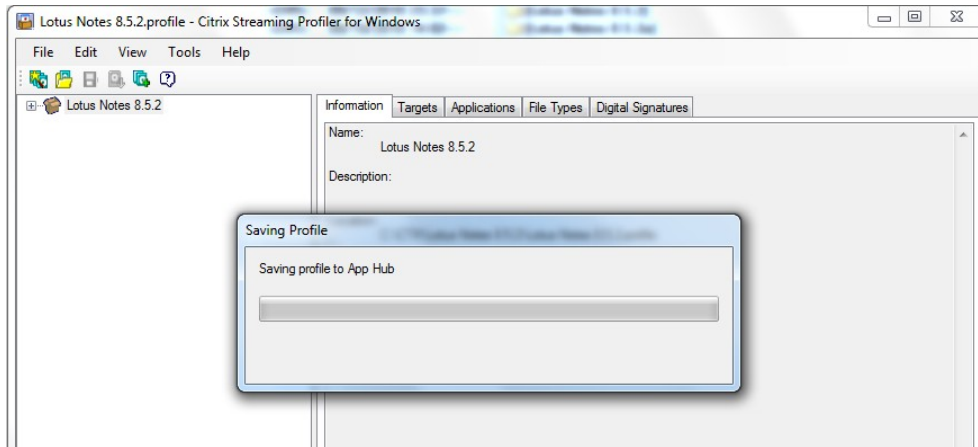 Lotus Notes 8.5.2.profile - Citrix Streaming Profiler for Windows
File Edit View Tools Help
Lotus Notes 8.5.2
Information Targets Applications File Types Digital Signatures
Name:
Lotus Notes 8.5.2
Description:
Saving Profile
Saving profile to App Hub